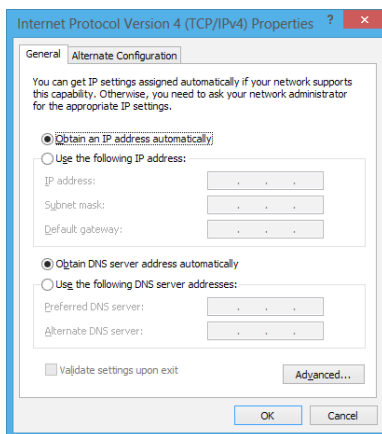 Internet Protocol Version 4 (TCP/IPv4) Properties ? ×
General Alternate Configuration
You can get IP settings assigned automatically if your network supports
this capability. Otherwise, you need to ask your network administrator
for the appropriate IP settings.
Obtain an IP address automatically
Use the following IP address:
IP address: . . .
Subnet mask: . . .
Default gateway: . . .
Obtain DNS server address automatically
Use the following DNS server addresses:
Preferred DNS server: . . .
Alternate DNS server: . . .
Validate settings upon exit
Advanced...
OK Cancel